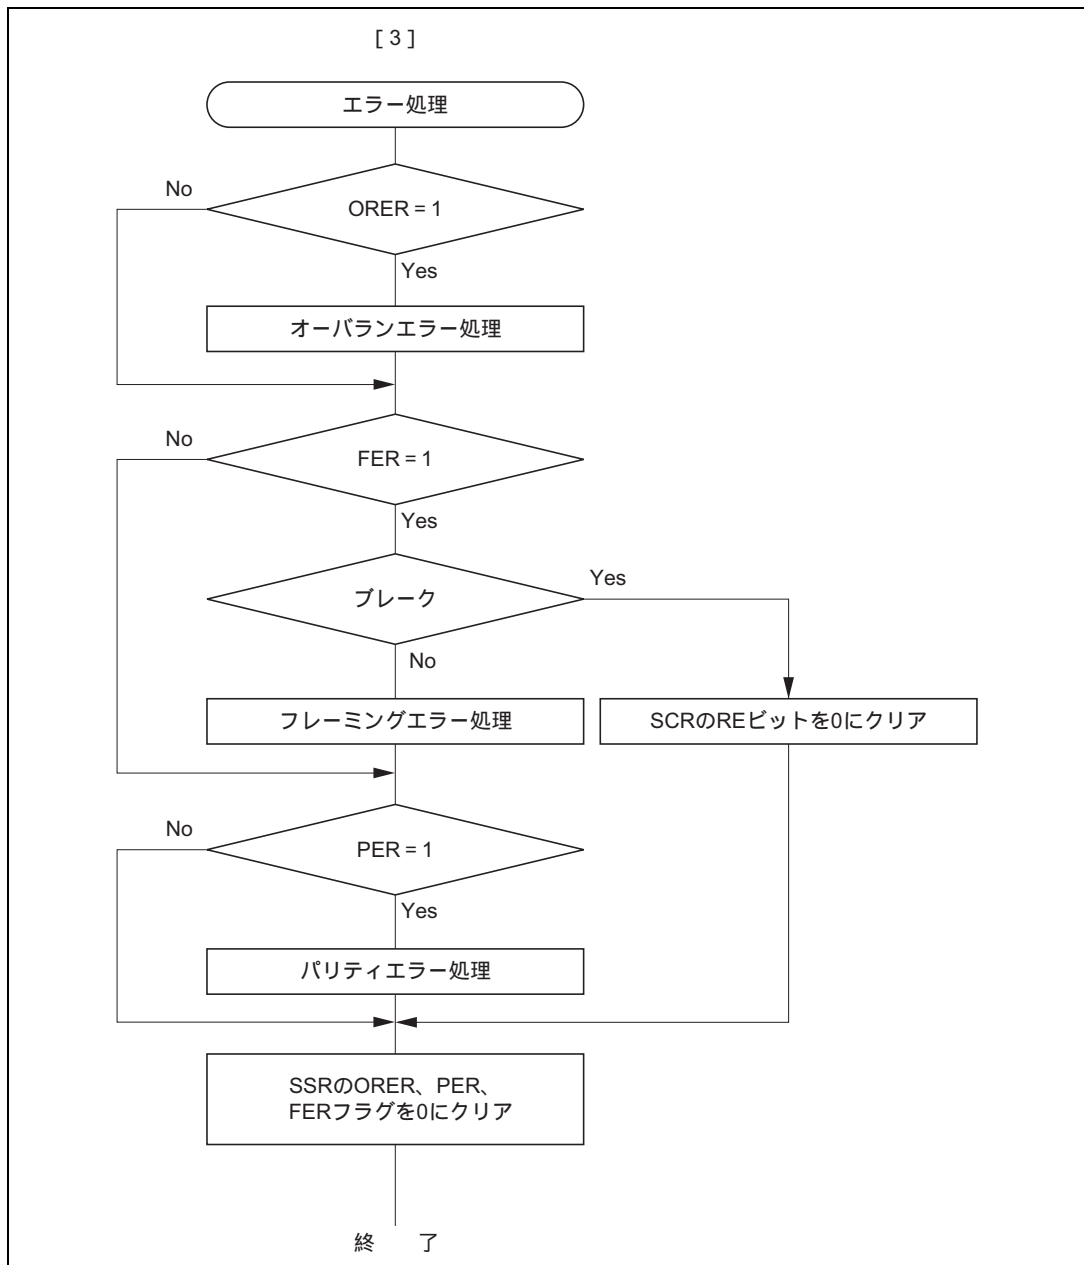 [ 3 ]
エラー処理
No
ORER = 1
Yes
オーバランエラー処理
No
FER = 1
Yes
ブレーク
Yes
No
フレーミングエラー処理
SCRのREビットを0にクリア
No
PER = 1
Yes
パリティエラー処理
SSRのORER、PER、
FERフラグを0にクリア
終 了